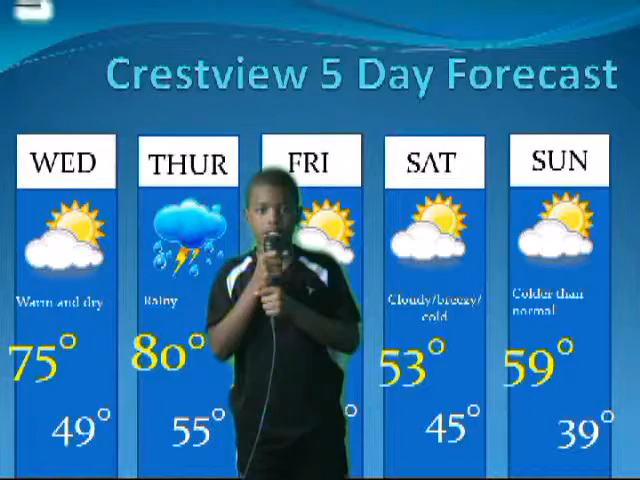 Crestview 5 Day Forecast
WED
THUR
FRI
SAT
SUN
Warm and dry
Rainy
Cloudy/breezy/
cold
Colder than
normal
75°
80°
53°
59°
49°
55°
°
45°
39°